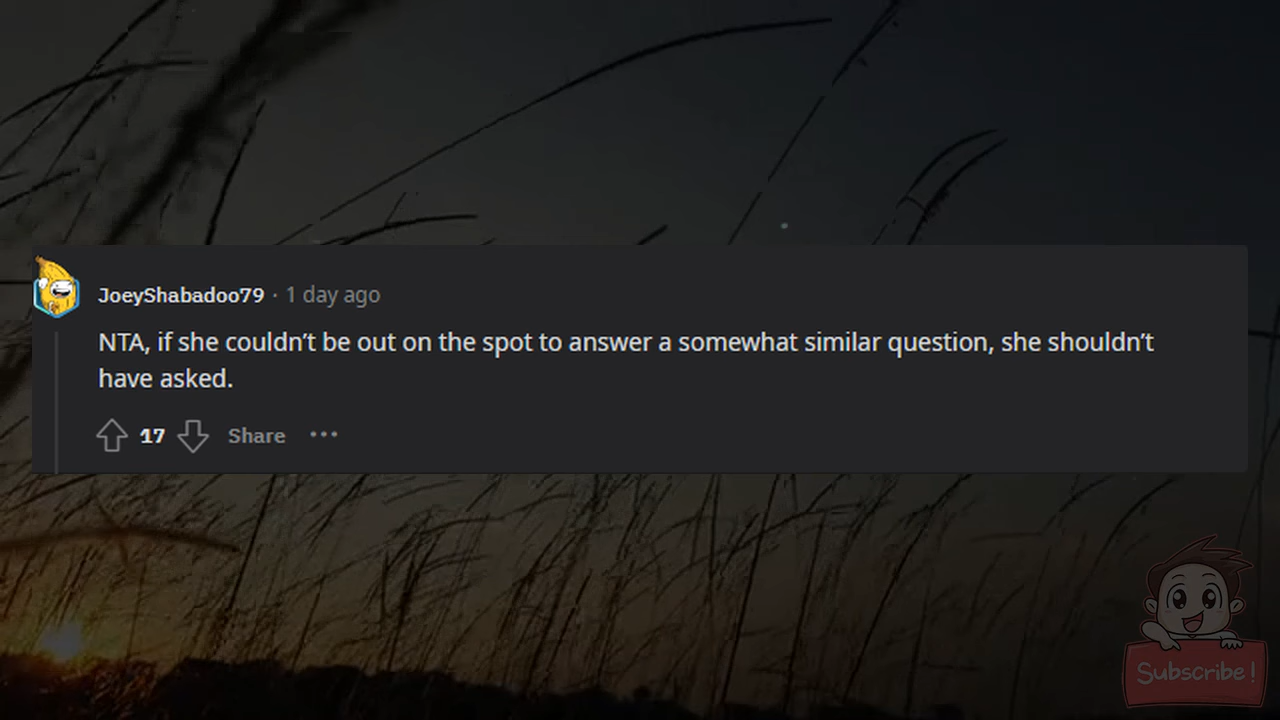 JoeyShabadoo79 · 1 day ago
NTA, if she couldn’t be out on the spot to answer a somewhat similar question, she shouldn’t
have asked.
17 Share ···
Subscribe!